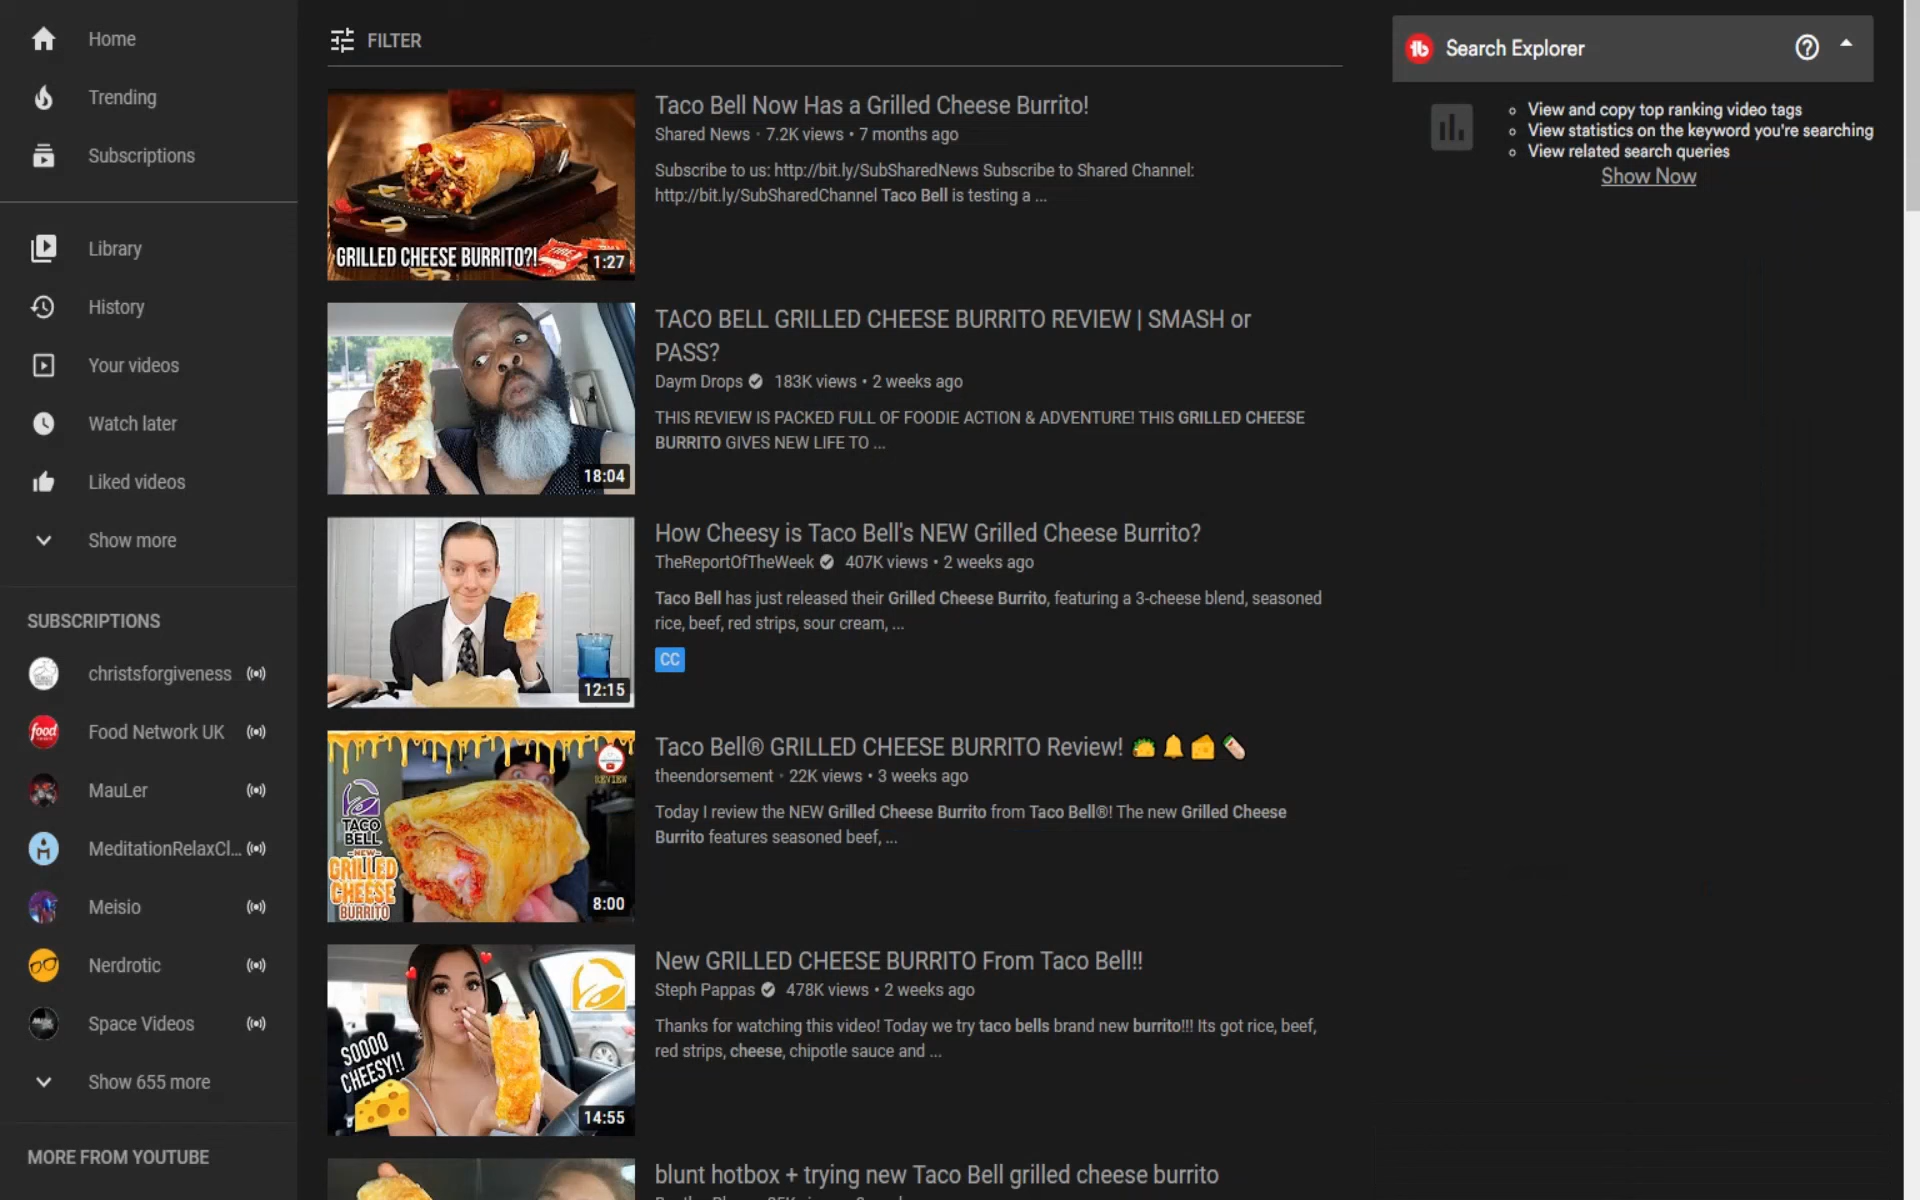 Home
Trending
Subscriptions
Library
History
Your videos
Watch later
Liked videos
Show more
SUBSCRIPTIONS
christsforgiveness
Food Network UK
MauLer
MeditationRelaxCl...
Meisio
Nerdrotic
Space Videos
Show 655 more
MORE FROM YOUTUBE
FILTER
GRILLED CHEESE BURRITO?!
1:27
Taco Bell Now Has a Grilled Cheese Burrito!
Shared News · 7.2K views • 7 months ago
Subscribe to us: http://bit.ly/SubSharedNews Subscribe to Shared Channel:
http://bit.ly/SubSharedChannel Taco Bell is testing a ...
18:04
TACO BELL GRILLED CHEESE BURRITO REVIEW | SMASH or
PASS?
Daym Drops 183K views • 2 weeks ago
THIS REVIEW IS PACKED FULL OF FOODIE ACTION & ADVENTURE! THIS GRILLED CHEESE
BURRITO GIVES NEW LIFE TO ...
12:15
How Cheesy is Taco Bell's NEW Grilled Cheese Burrito?
TheReportOfTheWeek 407K views • 2 weeks ago
Taco Bell has just released their Grilled Cheese Burrito, featuring a 3-cheese blend, seasoned
rice, beef, red strips, sour cream, ...
CC
REVIEW
TACO
BELL
NEW
GRILLED
CHEESE
BURRITO
8:00
Taco Bell® GRILLED CHEESE BURRITO Review! 🌮🔔🧀🌯
theendorsement · 22K views • 3 weeks ago
Today I review the NEW Grilled Cheese Burrito from Taco Bell®! The new Grilled Cheese
Burrito features seasoned beef, ...
SOOOO
CHEESY!!
14:55
New GRILLED CHEESE BURRITO From Taco Bell!!
Steph Pappas 478K views • 2 weeks ago
Thanks for watching this video! Today we try taco bells brand new burrito!!! Its got rice, beef,
red strips, cheese, chipotle sauce and ...
blunt hotbox + trying new Taco Bell grilled cheese burrito
Search Explorer
View and copy top ranking video tags
View statistics on the keyword you're searching
View related search queries
Show Now